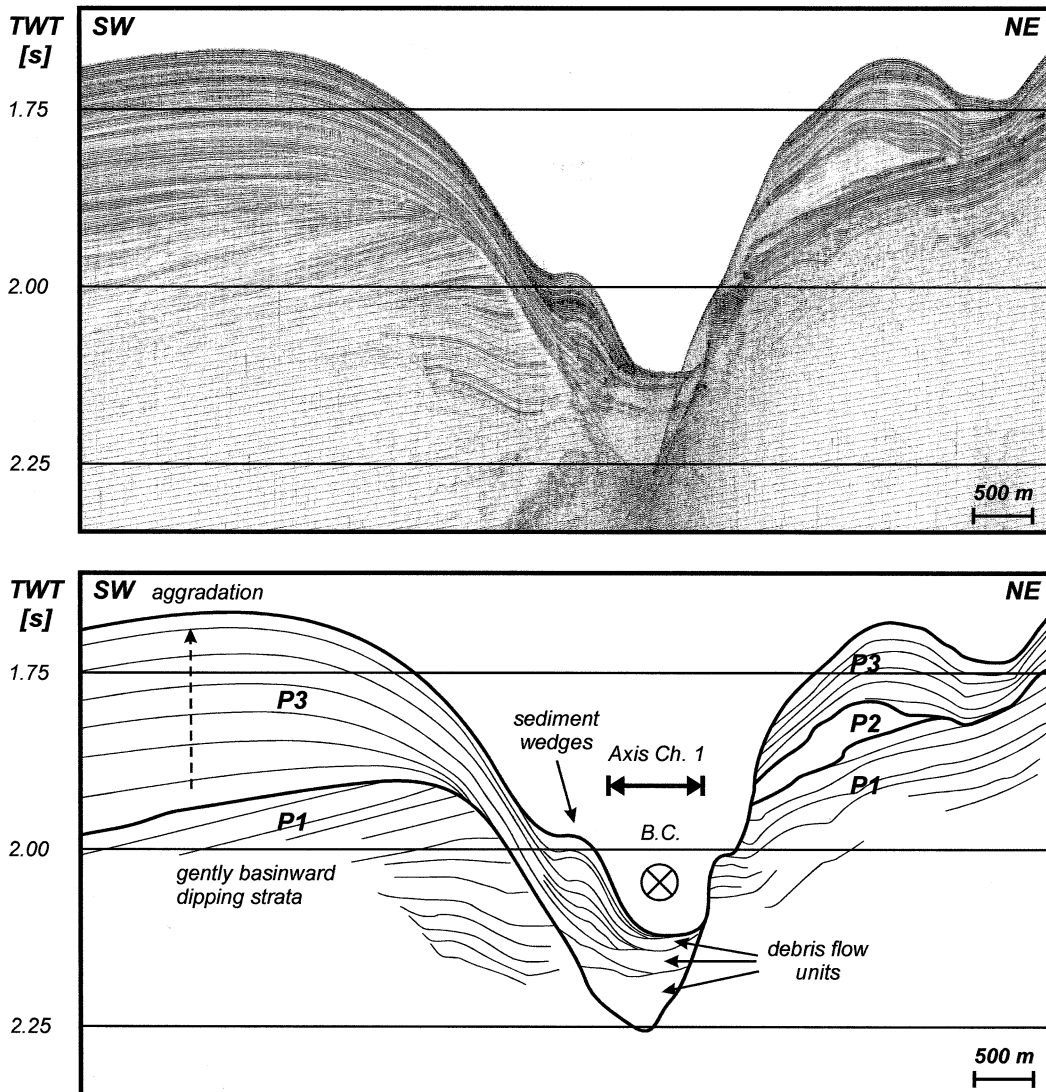 TWT
[s]
SW
NE
1.75
2.00
2.25
500 m
TWT
[s]
SW
aggradation
NE
1.75
P3
P3
sediment
wedges
P2
Axis Ch. 1
P1
P1
B.C.
2.00
gently basinward
dipping strata
debris flow
units
2.25
500 m